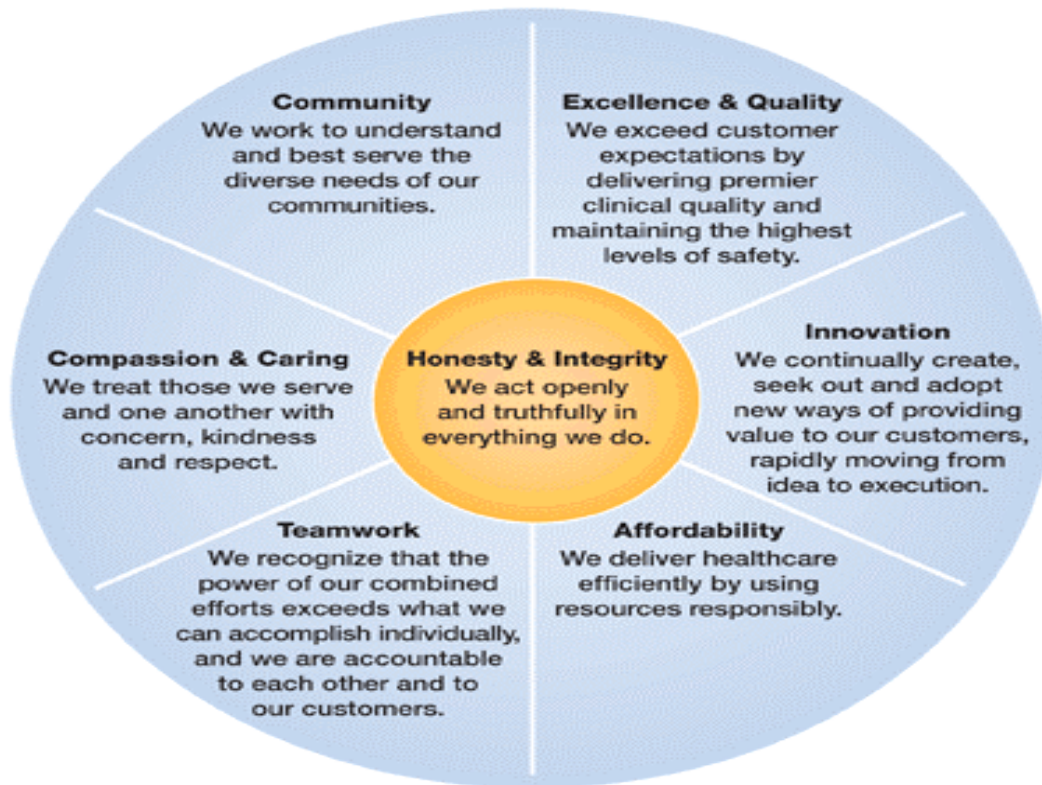 Community
We work to understand
and best serve the
diverse needs of our
communities.
Excellence & Quality
We exceed customer
expectations by
delivering premier
clinical quality and
maintaining the highest
levels of safety.
Compassion & Caring
We treat those we serve
and one another with
concern, kindness
and respect.
Honesty & Integrity
We act openly
and truthfully in
everything we do.
Innovation
We continually create,
seek out and adopt
new ways of providing
value to our customers,
rapidly moving from
idea to execution.
Teamwork
We recognize that the
power of our combined
efforts exceeds what we
can accomplish individually,
and we are accountable
to each other and to
our customers.
Affordability
We deliver healthcare
efficiently by using
resources responsibly.